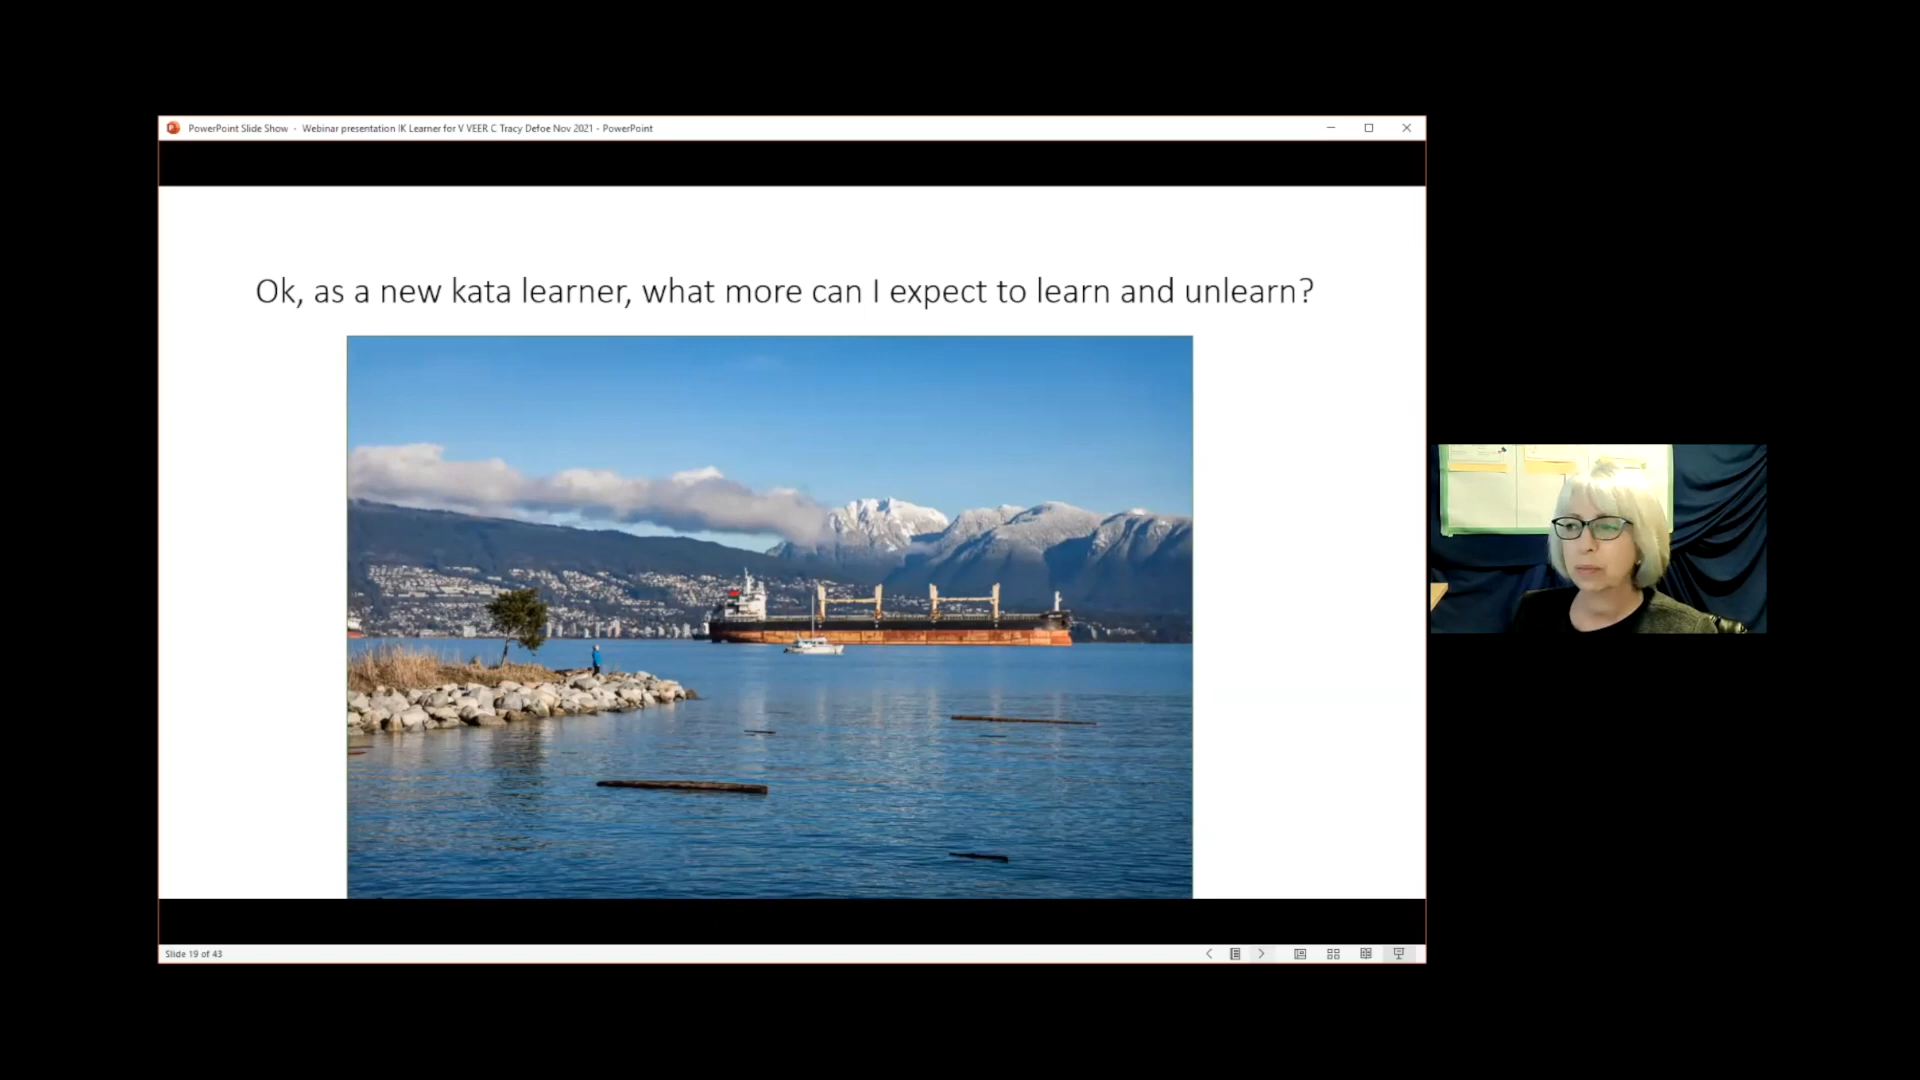 PowerPoint Slide Show - Webinar presentation IK Learner for V VEER C Tracy Defoe Nov 2021 - PowerPoint
Ok, as a new kata learner, what more can I expect to learn and unlearn?
Slide 19 of 43